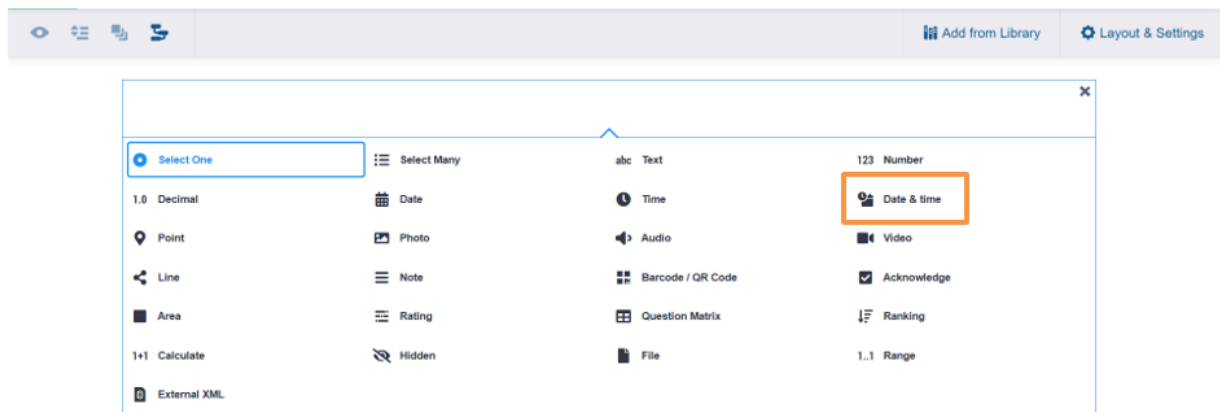 Add from Library
Layout & Settings
Select One
Select Many
abc Text
123 Number
1.0 Decimal
Date
Time
Date & time
Point
Photo
Audio
Video
Line
Note
Barcode / QR Code
Acknowledge
Area
Rating
Question Matrix
Ranking
1+1 Calculate
Hidden
File
1..1 Range
External XML